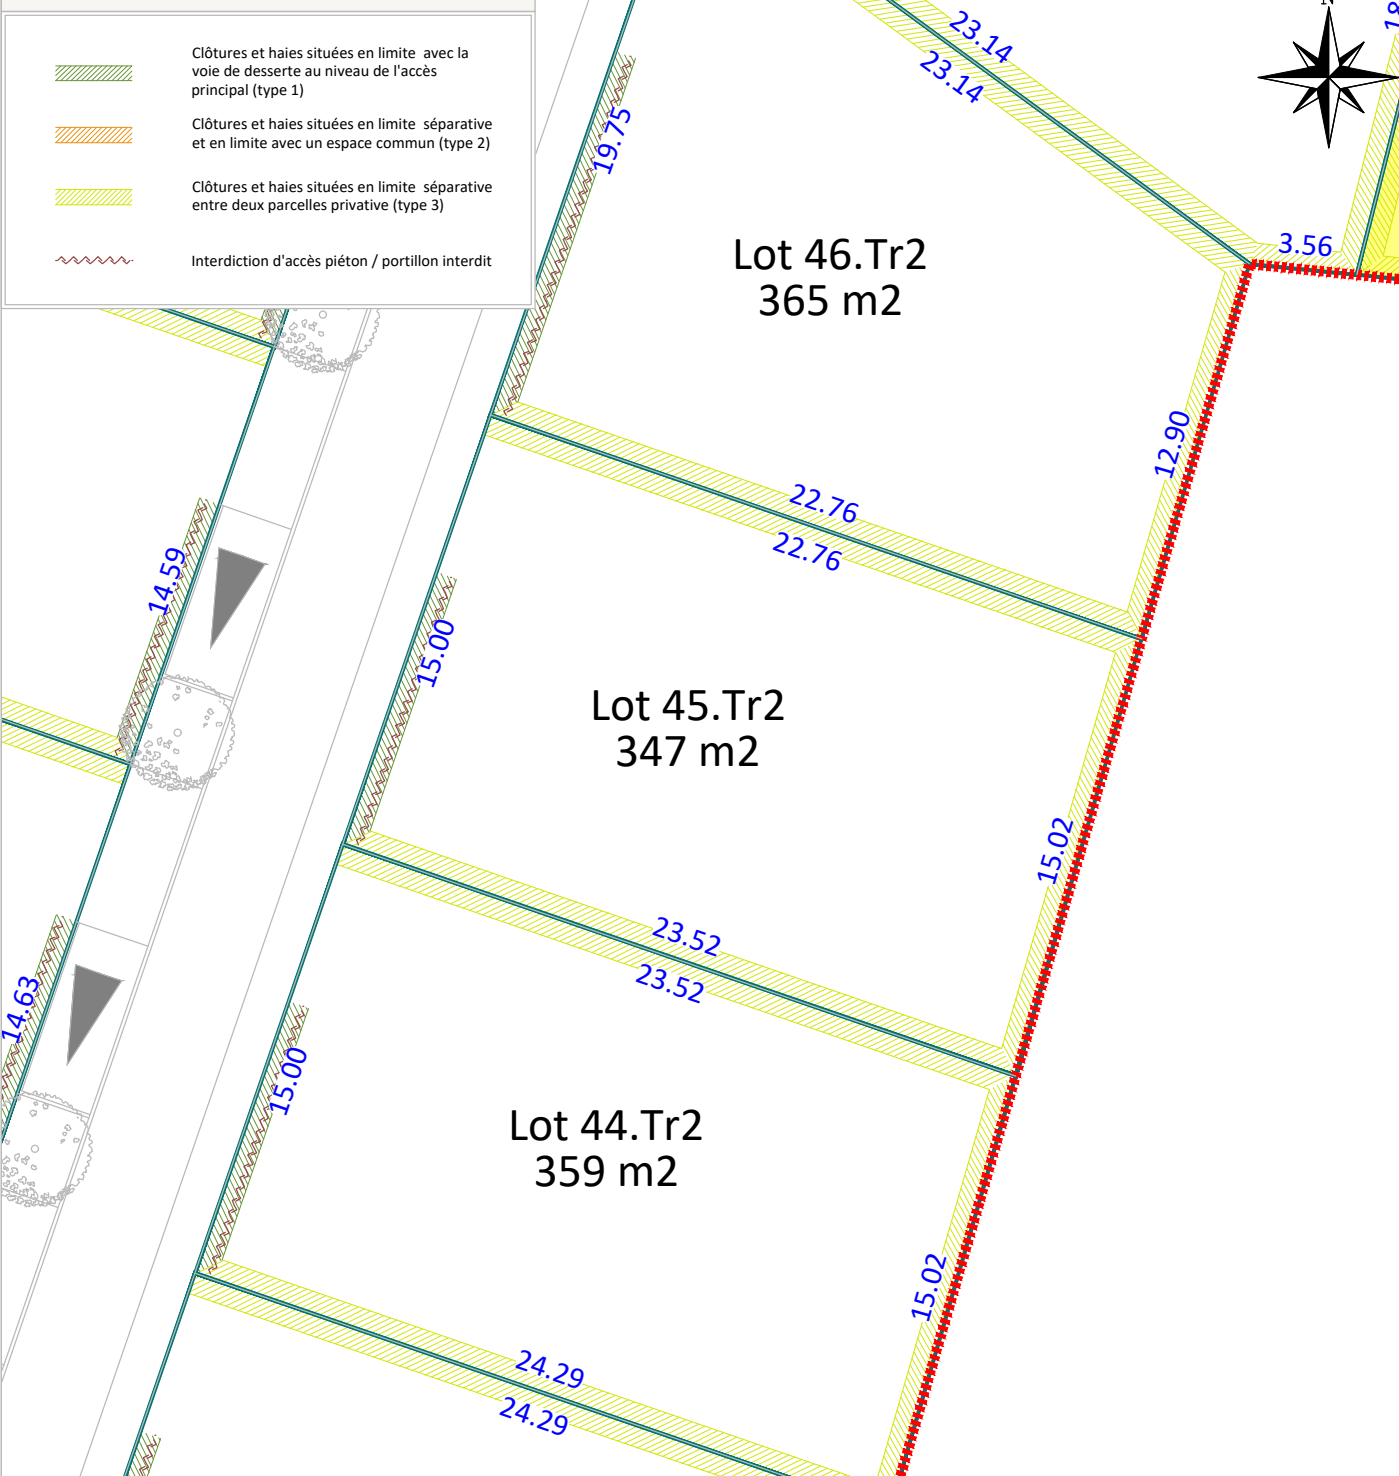 Clôtures et haies situées en limite  avec la
voie de desserte au niveau de l'accès
principal (type 1)
Clôtures et haies situées en limite  séparative
et en limite avec un espace commun (type 2)
Clôtures et haies situées en limite  séparative
entre deux parcelles privative (type 3)
Interdiction d'accès piéton / portillon interdit
N
23.14
23.14
19.75
3.56
Lot 46.Tr2
365 m2
12.90
22.76
22.76
14.59
15.00
Lot 45.Tr2
347 m2
15.02
23.52
23.52
14.63
15.00
Lot 44.Tr2
359 m2
15.02
24.29
24.29